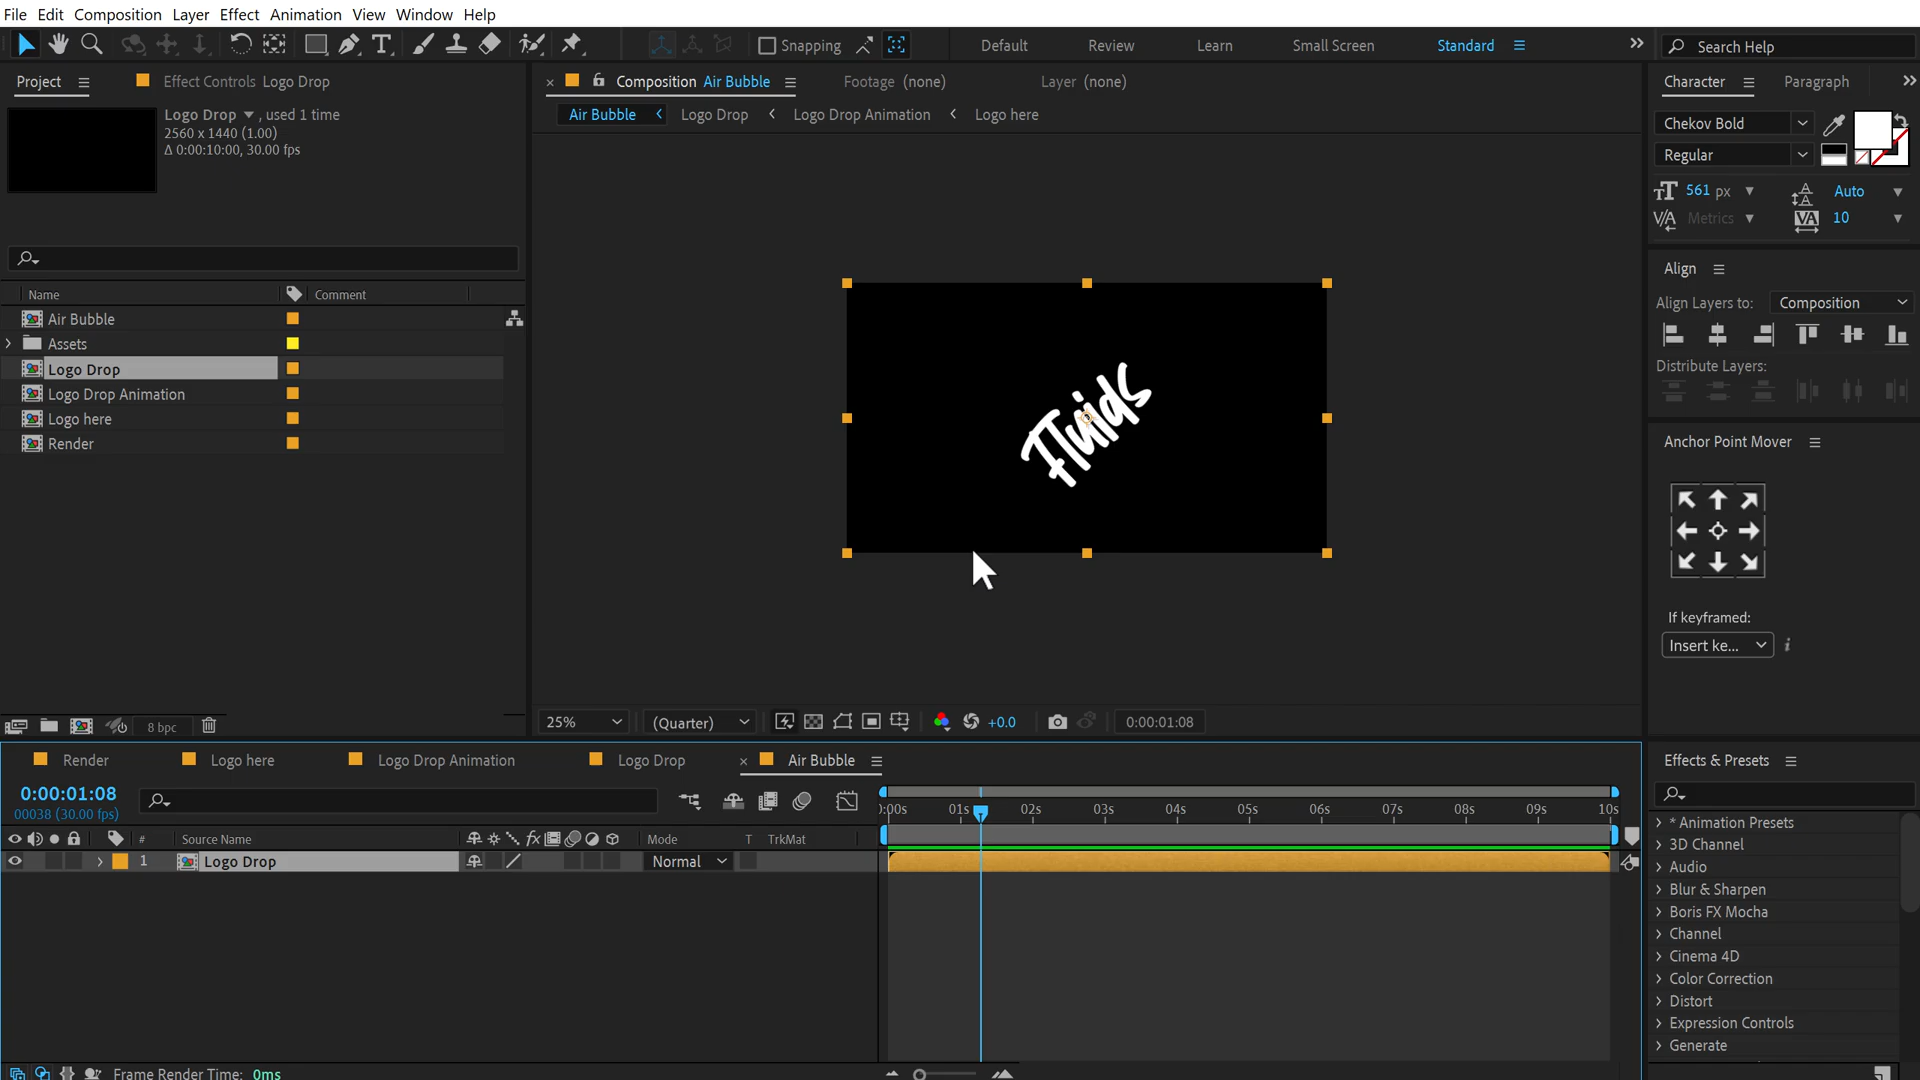 File Edit Composition Layer Effect Animation View Window Help
Snapping
Default Review Learn Small Screen Standard
Search Help
Project
Effect Controls Logo Drop
Composition Air Bubble
Footage (none)
Layer (none)
Character
Paragraph
Logo Drop , used 1 time
2560 x 1440 (1.00)
Δ 0:00:10:00, 30.00 fps
Air Bubble
Logo Drop
Logo Drop Animation
Logo here
Chekov Bold
Regular
561 px
Auto
Metrics
10
Name
Comment
Air Bubble
Assets
Logo Drop
Logo Drop Animation
Logo here
Render
Fluids
Align
Align Layers to: Composition
Distribute Layers:
Anchor Point Mover
If keyframed:
Insert ke...
8 bpc
25%
(Quarter)
+0.0
0:00:01:08
Render
Logo here
Logo Drop Animation
Logo Drop
Air Bubble
Effects & Presets
0:00:01:08
00038 (30.00 fps)
:00s 01s 02s 03s 04s 05s 06s 07s 08s 09s 10s
# Source Name
Mode T TrkMat
1 Logo Drop
Normal
* Animation Presets
3D Channel
Audio
Blur & Sharpen
Boris FX Mocha
Channel
Cinema 4D
Color Correction
Distort
Expression Controls
Generate
Frame Render Time: 0ms